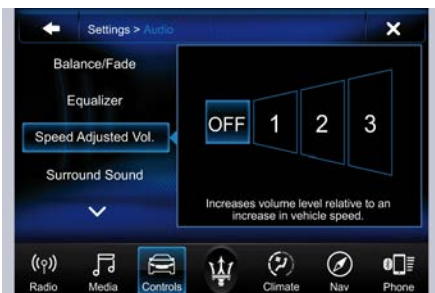 Settings > Audio
Balance/Fade
Equalizer
Speed Adjusted Vol.
Surround Sound
OFF 1 2 3
Increases volume level relative to an
increase in vehicle speed.
Radio Media Controls Climate Nav Phone